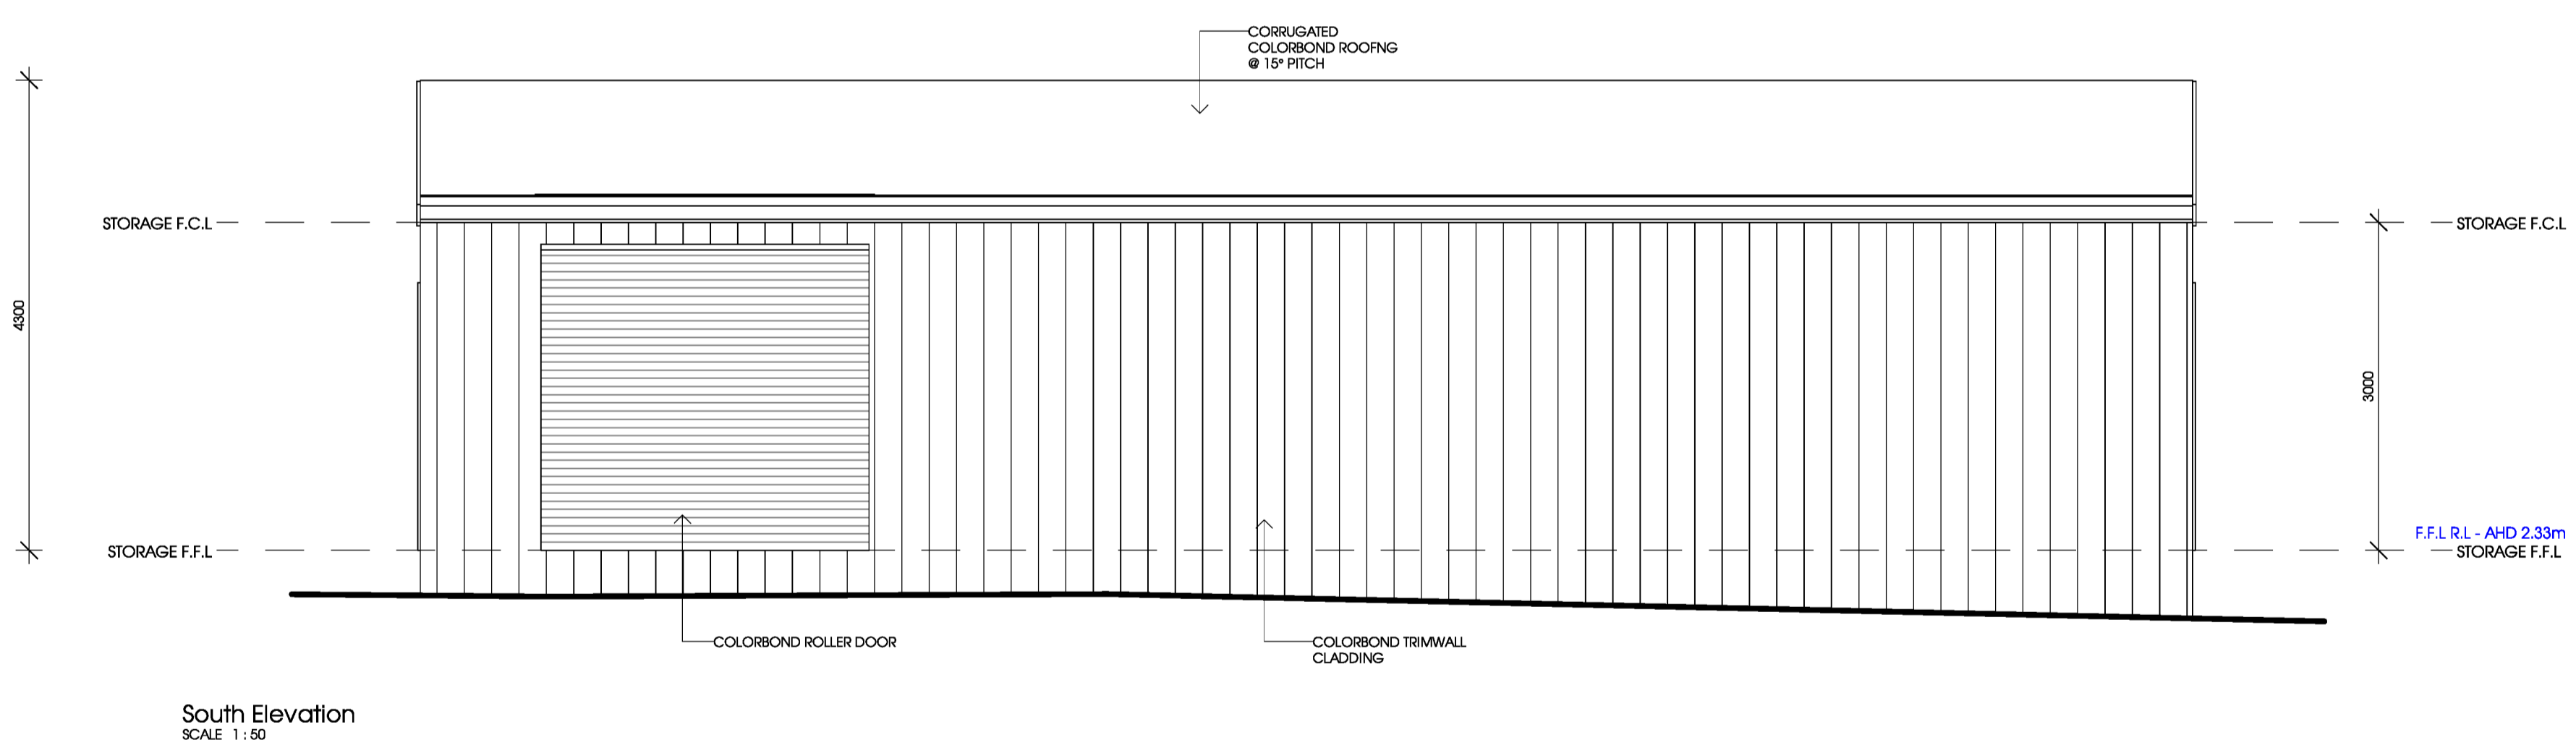 CORRUGATED
COLORBOND ROOFNG
@ 15° PITCH
4300
STORAGE F.C.L
STORAGE F.C.L
3000
F.F.L R.L - AHD 2.33m
STORAGE F.F.L
STORAGE F.F.L
COLORBOND ROLLER DOOR
COLORBOND TRIMWALL
CLADDING
South Elevation
SCALE 1 : 50